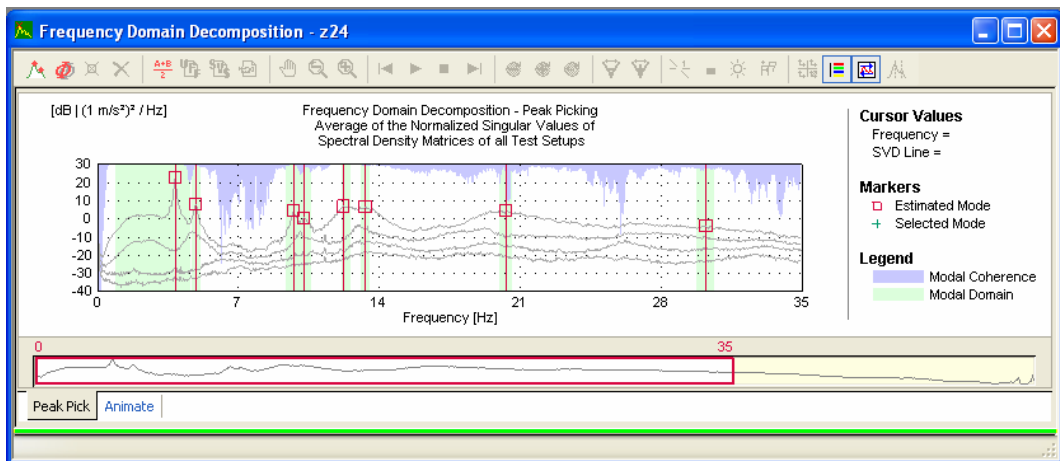 Frequency Domain Decomposition - z24
A+B
2
[dB | (1 m/s²)² / Hz]
Frequency Domain Decomposition - Peak Picking
Average of the Normalized Singular Values of
Spectral Density Matrices of all Test Setups
30
20
10
0
-10
-20
-30
-40
0
7
14
21
28
35
Frequency [Hz]
Cursor Values
Frequency =
SVD Line =
Markers
Estimated Mode
Selected Mode
Legend
Modal Coherence
Modal Domain
0
35
Peak Pick
Animate